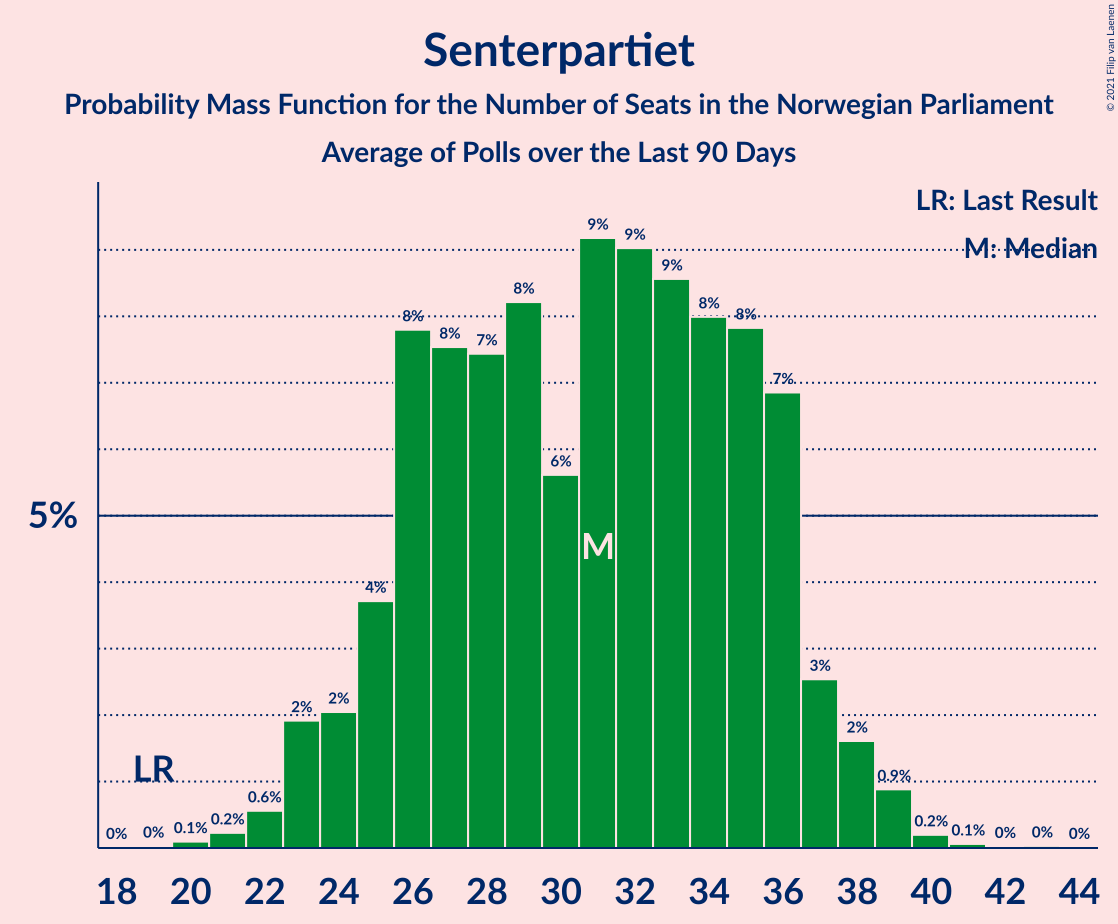 Senterpartiet
Probability Mass Function for the Number of Seats in the Norwegian Parliament
Average of Polls over the Last 90 Days
© 2021 Filip van Laenen
LR: Last Result
M: Median
5%
LR
M
0% 0% 0.1% 0.2% 0.6% 2% 2% 4% 8% 8% 7% 8% 6% 9% 9% 9% 8% 8% 7% 3% 2% 0.9% 0.2% 0.1% 0% 0% 0%
18 20 22 24 26 28 30 32 34 36 38 40 42 44